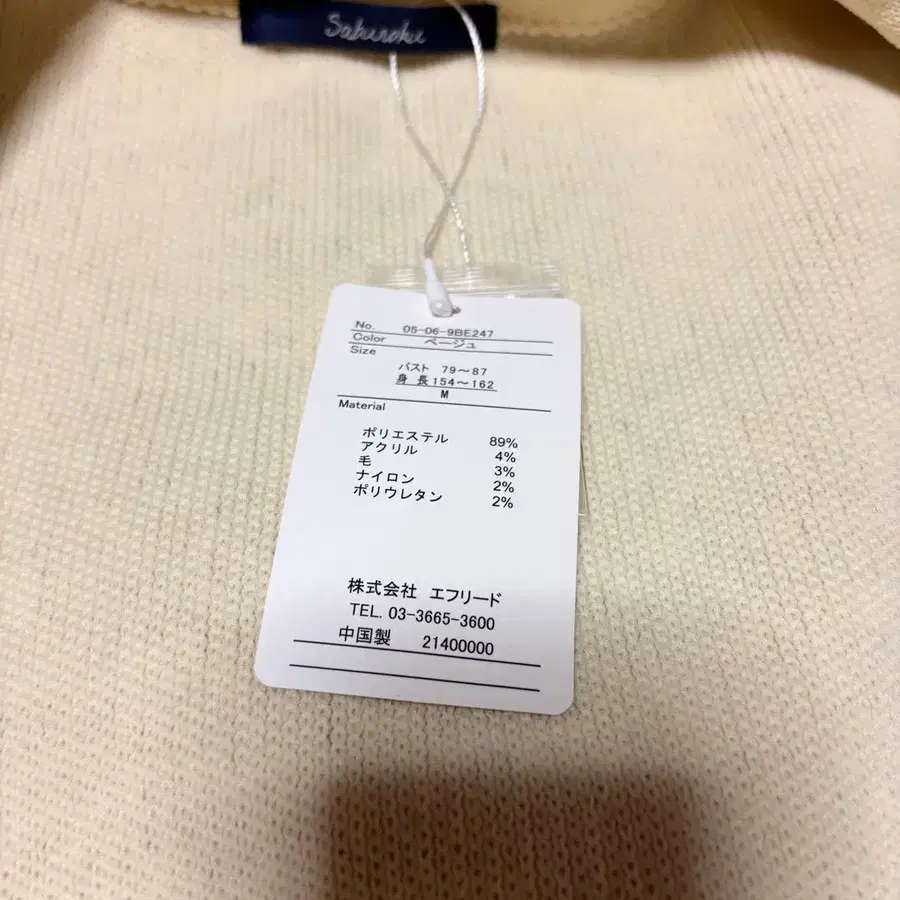 Saburoku
No. 05-06-9BE247
Color ベージュ
Size
バスト 79～87
身 長 154～162
M
Material
ポリエステル 89%
アクリル 4%
毛 3%
ナイロン 2%
ポリウレタン 2%
株式会社 エフリード
TEL. 03-3665-3600
中国製 21400000